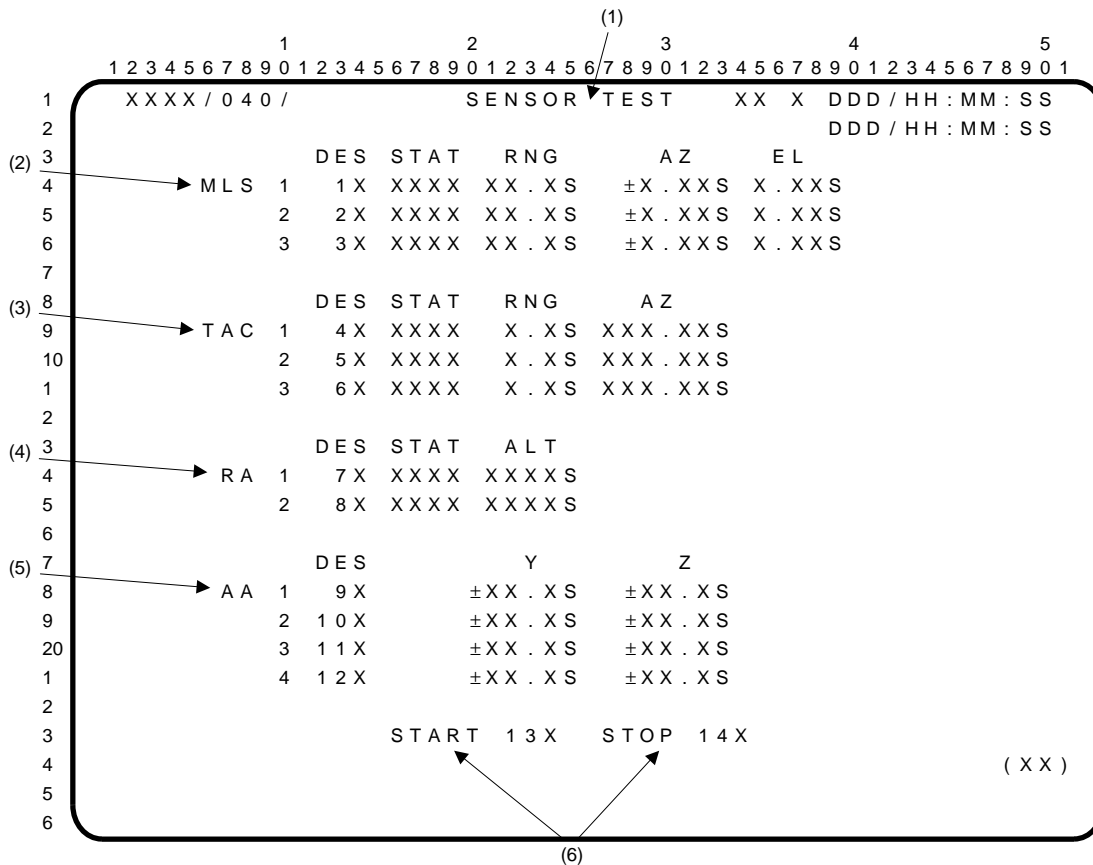 (1)
1 2 3 4 5
1 2 3 4 5 6 7 8 9 0 1 2 3 4 5 6 7 8 9 0 1 2 3 4 5 6 7 8 9 0 1 2 3 4 5 6 7 8 9 0 1 2 3 4 5 6 7 8 9 0 1
1 XXXX/040/ SENSOR TEST XX X DDD/HH:MM:SS
2 DDD/HH:MM:SS
3 DES STAT RNG AZ EL
(2)
4 MLS 1 1X XXXX XX.XS ±X.XXS X.XXS
5 2 2X XXXX XX.XS ±X.XXS X.XXS
6 3 3X XXXX XX.XS ±X.XXS X.XXS
7
8 DES STAT RNG AZ
(3)
9 TAC 1 4X XXXX X.XS XXX.XXS
10 2 5X XXXX X.XS XXX.XXS
1 3 6X XXXX X.XS XXX.XXS
2
3 DES STAT ALT
(4)
4 RA 1 7X XXXX XXXXS
5 2 8X XXXX XXXXS
6
7 DES Y Z
(5)
8 AA 1 9X ±XX.XS ±XX.XS
9 2 10X ±XX.XS ±XX.XS
20 3 11X ±XX.XS ±XX.XS
1 4 12X ±XX.XS ±XX.XS
2
3 START 13X STOP 14X
4 (XX)
5
6
(6)